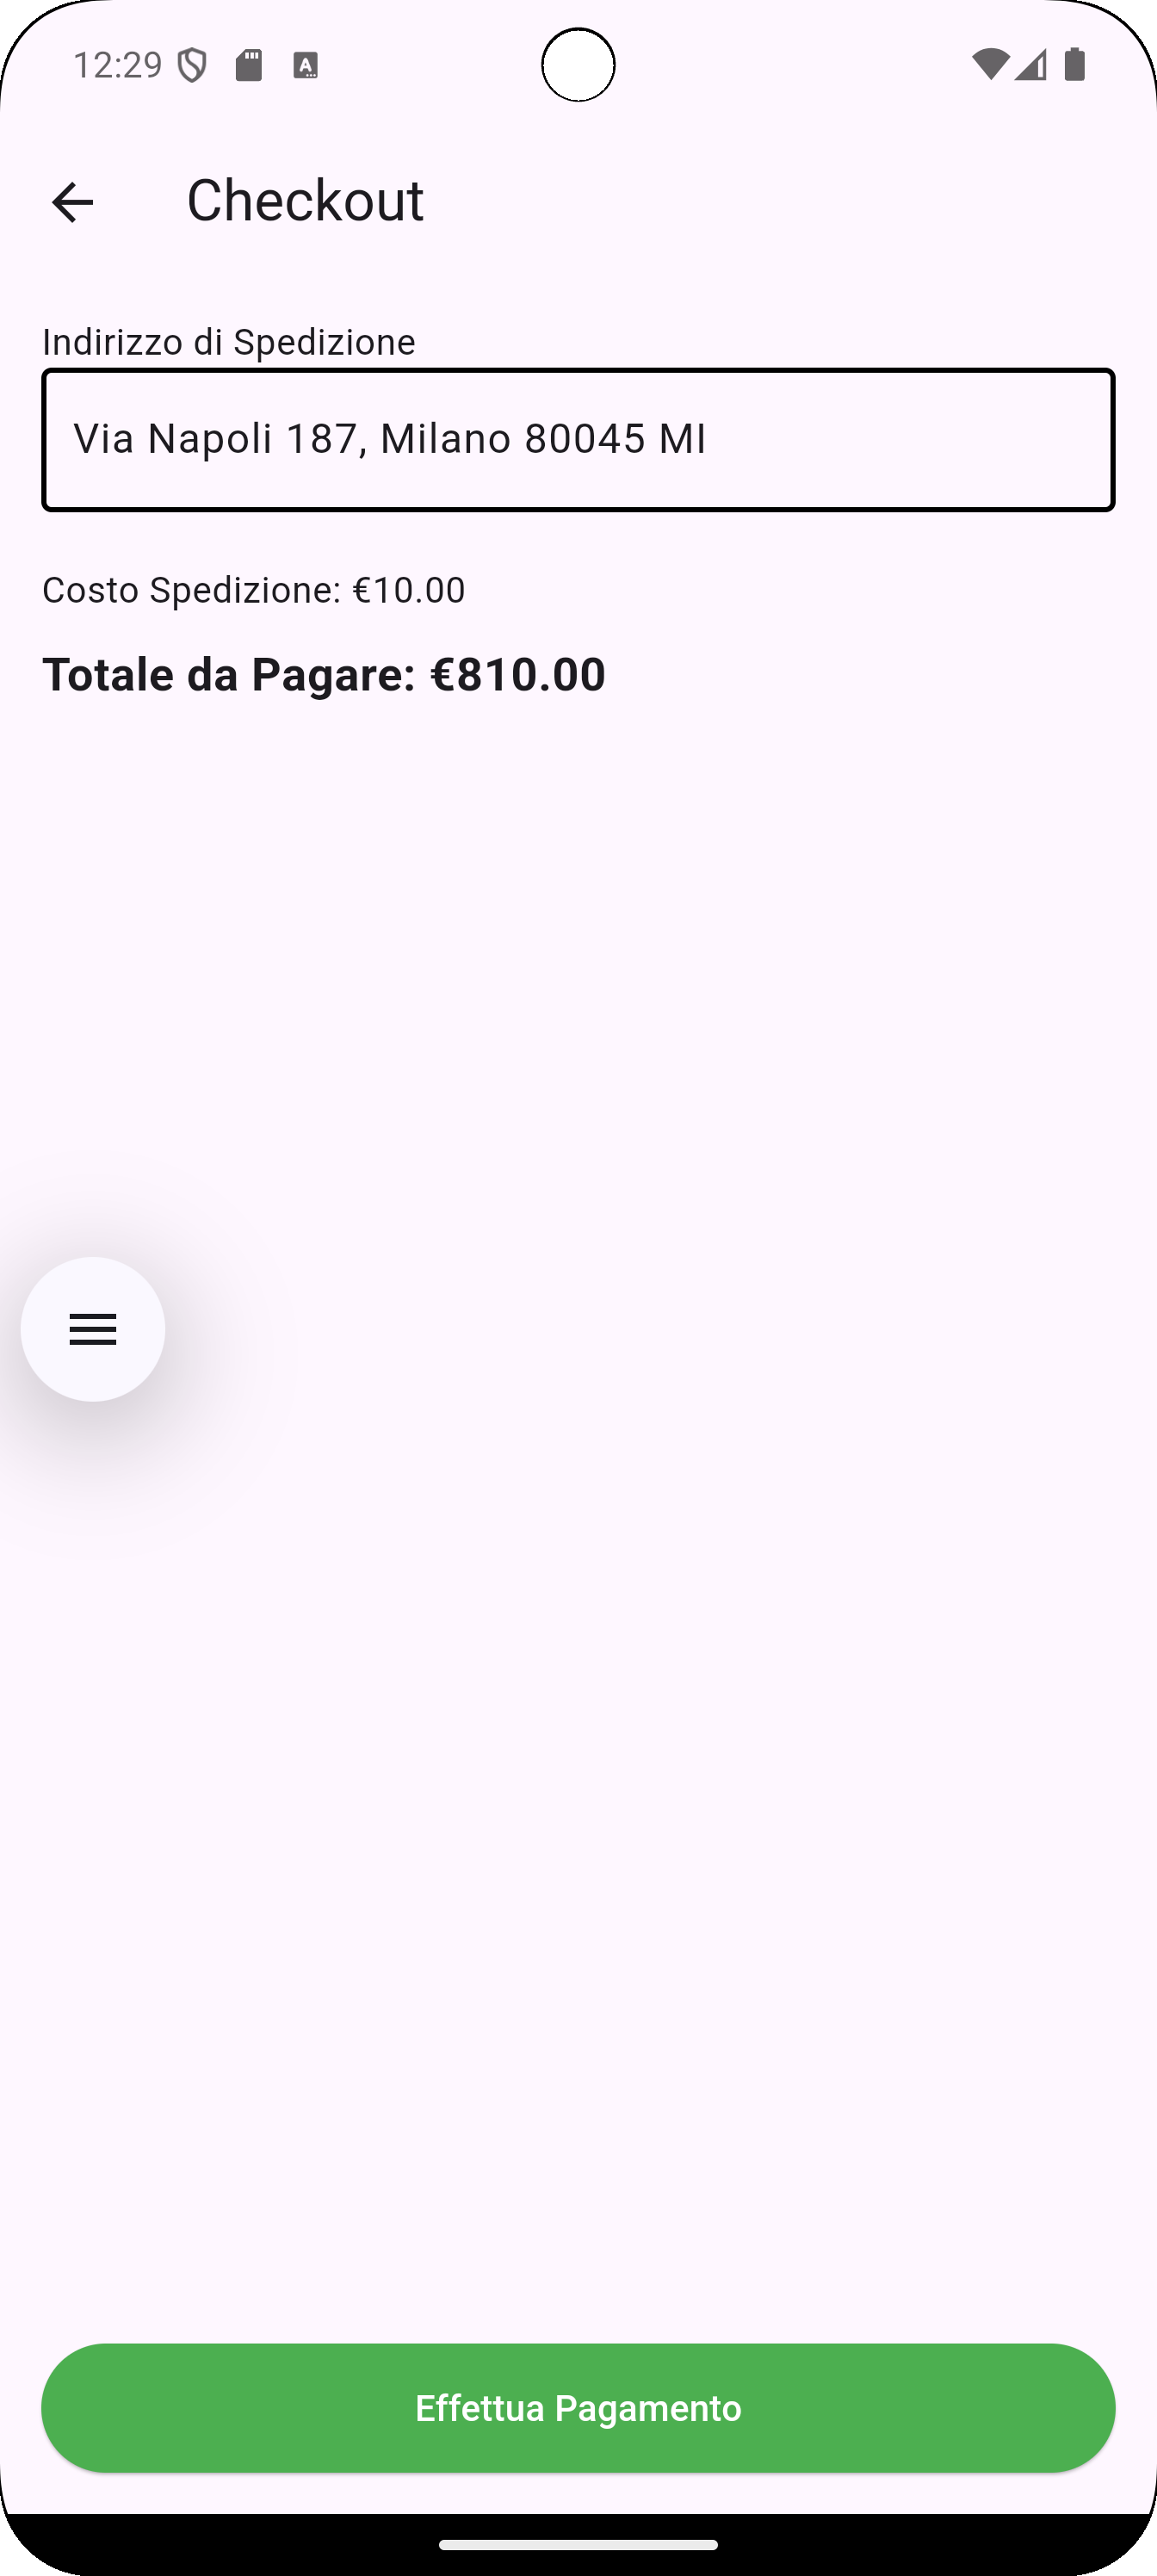 12:29
Checkout
Indirizzo di Spedizione
Via Napoli 187, Milano 80045 MI
Costo Spedizione: €10.00
Totale da Pagare: €810.00
Effettua Pagamento